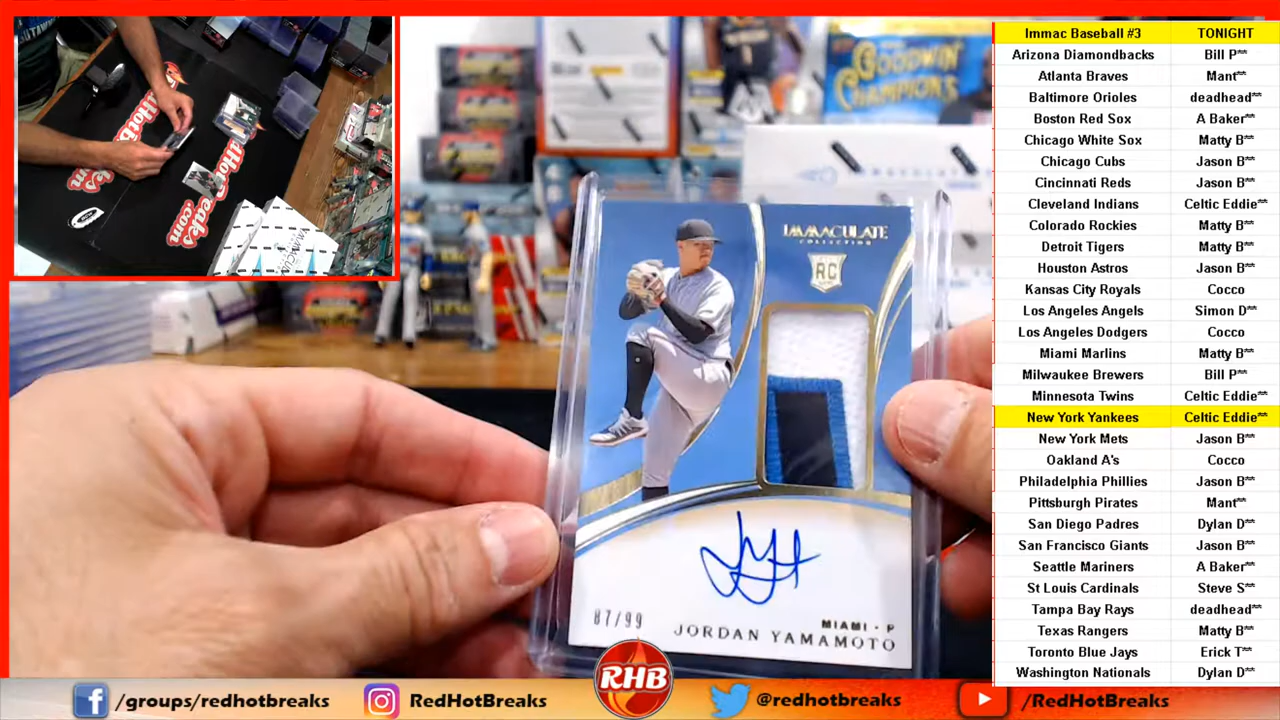 Immac Baseball #3 TONIGHT
Arizona Diamondbacks Bill P**
Atlanta Braves Mant**
Baltimore Orioles deadhead**
Boston Red Sox A Baker**
Chicago White Sox Matty B**
Chicago Cubs Jason B**
Cincinnati Reds Jason B**
Cleveland Indians Celtic Eddie**
Colorado Rockies Matty B**
Detroit Tigers Matty B**
Houston Astros Jason B**
Kansas City Royals Cocco
Los Angeles Angels Simon D**
Los Angeles Dodgers Cocco
Miami Marlins Matty B**
Milwaukee Brewers Bill P**
Minnesota Twins Celtic Eddie**
New York Yankees Celtic Eddie**
New York Mets Jason B**
Oakland A's Cocco
Philadelphia Phillies Jason B**
Pittsburgh Pirates Mant**
San Diego Padres Dylan D**
San Francisco Giants Jason B**
Seattle Mariners A Baker**
St Louis Cardinals Steve S**
Tampa Bay Rays deadhead**
Texas Rangers Matty B**
Toronto Blue Jays Erick T**
Washington Nationals Dylan D**
GOODWIN
CHAMPIONS
IMMACULATE
COLLECTION
RC
87/99
MIAMI - P
JORDAN YAMAMOTO
RHB
/groups/redhotbreaks
RedHotBreaks
@redhotbreaks
/RedHotBreaks